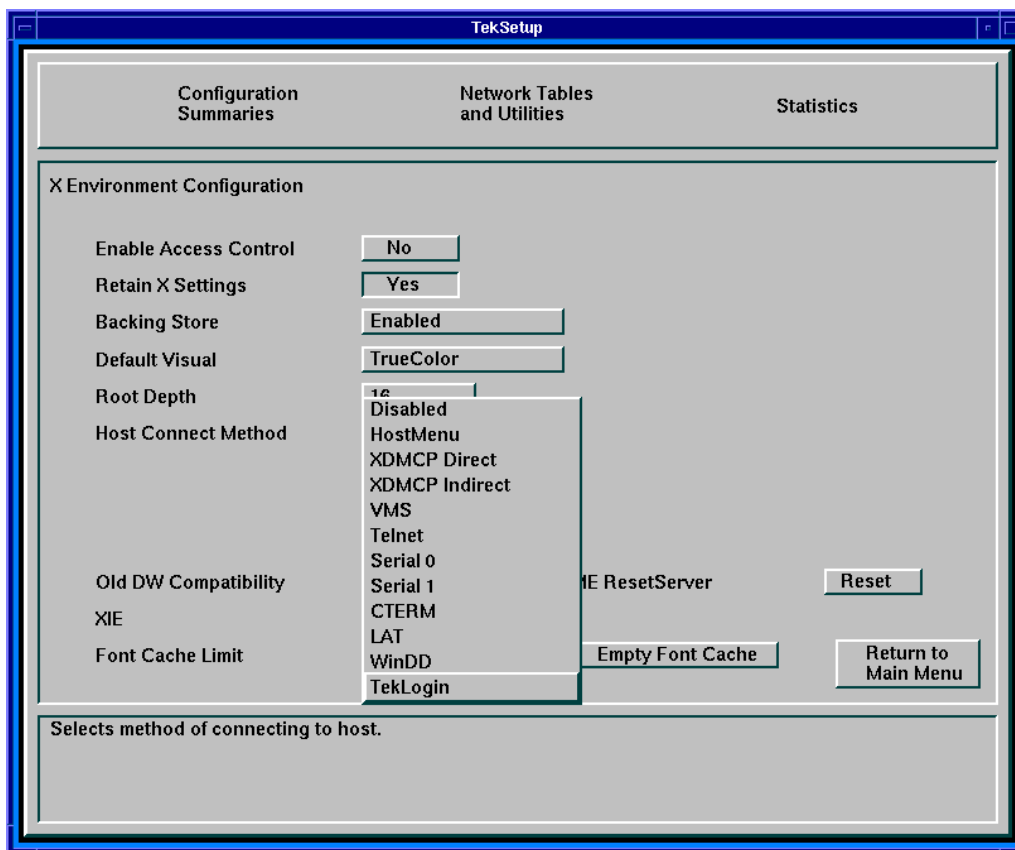 TekSetup
Configuration
Summaries
Network Tables
and Utilities
Statistics
X Environment Configuration
Enable Access Control No
Retain X Settings Yes
Backing Store Enabled
Default Visual TrueColor
Root Depth 16
Host Connect Method
Disabled
HostMenu
XDMCP Direct
XDMCP Indirect
VMS
Telnet
Serial 0
Serial 1
CTERM
LAT
WinDD
TekLogin
Old DW Compatibility
ResetServer Reset
XIE
Font Cache Limit
Empty Font Cache
Return to
Main Menu
Selects method of connecting to host.